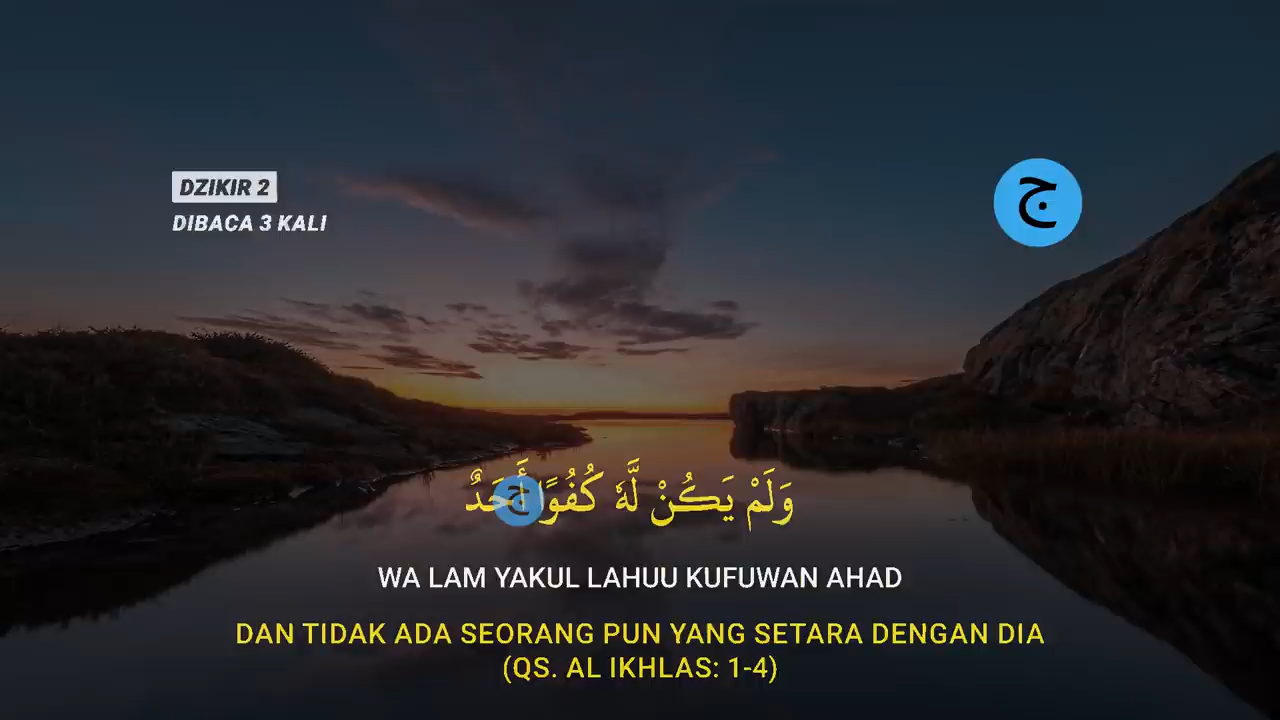 DZIKIR 2
DIBACA 3 KALI
ج
وَلَمْ يَكُنْ لَّهٗ كُفُوًا أَحَدٌ
ج
WA LAM YAKUL LAHUU KUFUWAN AHAD
DAN TIDAK ADA SEORANG PUN YANG SETARA DENGAN DIA
(QS. AL IKHLAS: 1-4)